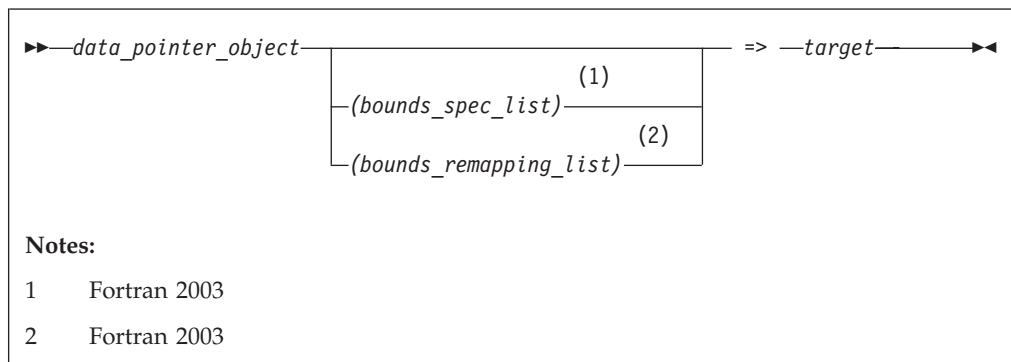 data_pointer_object => target
(1)
(bounds_spec_list)
(2)
(bounds_remapping_list)
Notes:
1 Fortran 2003
2 Fortran 2003